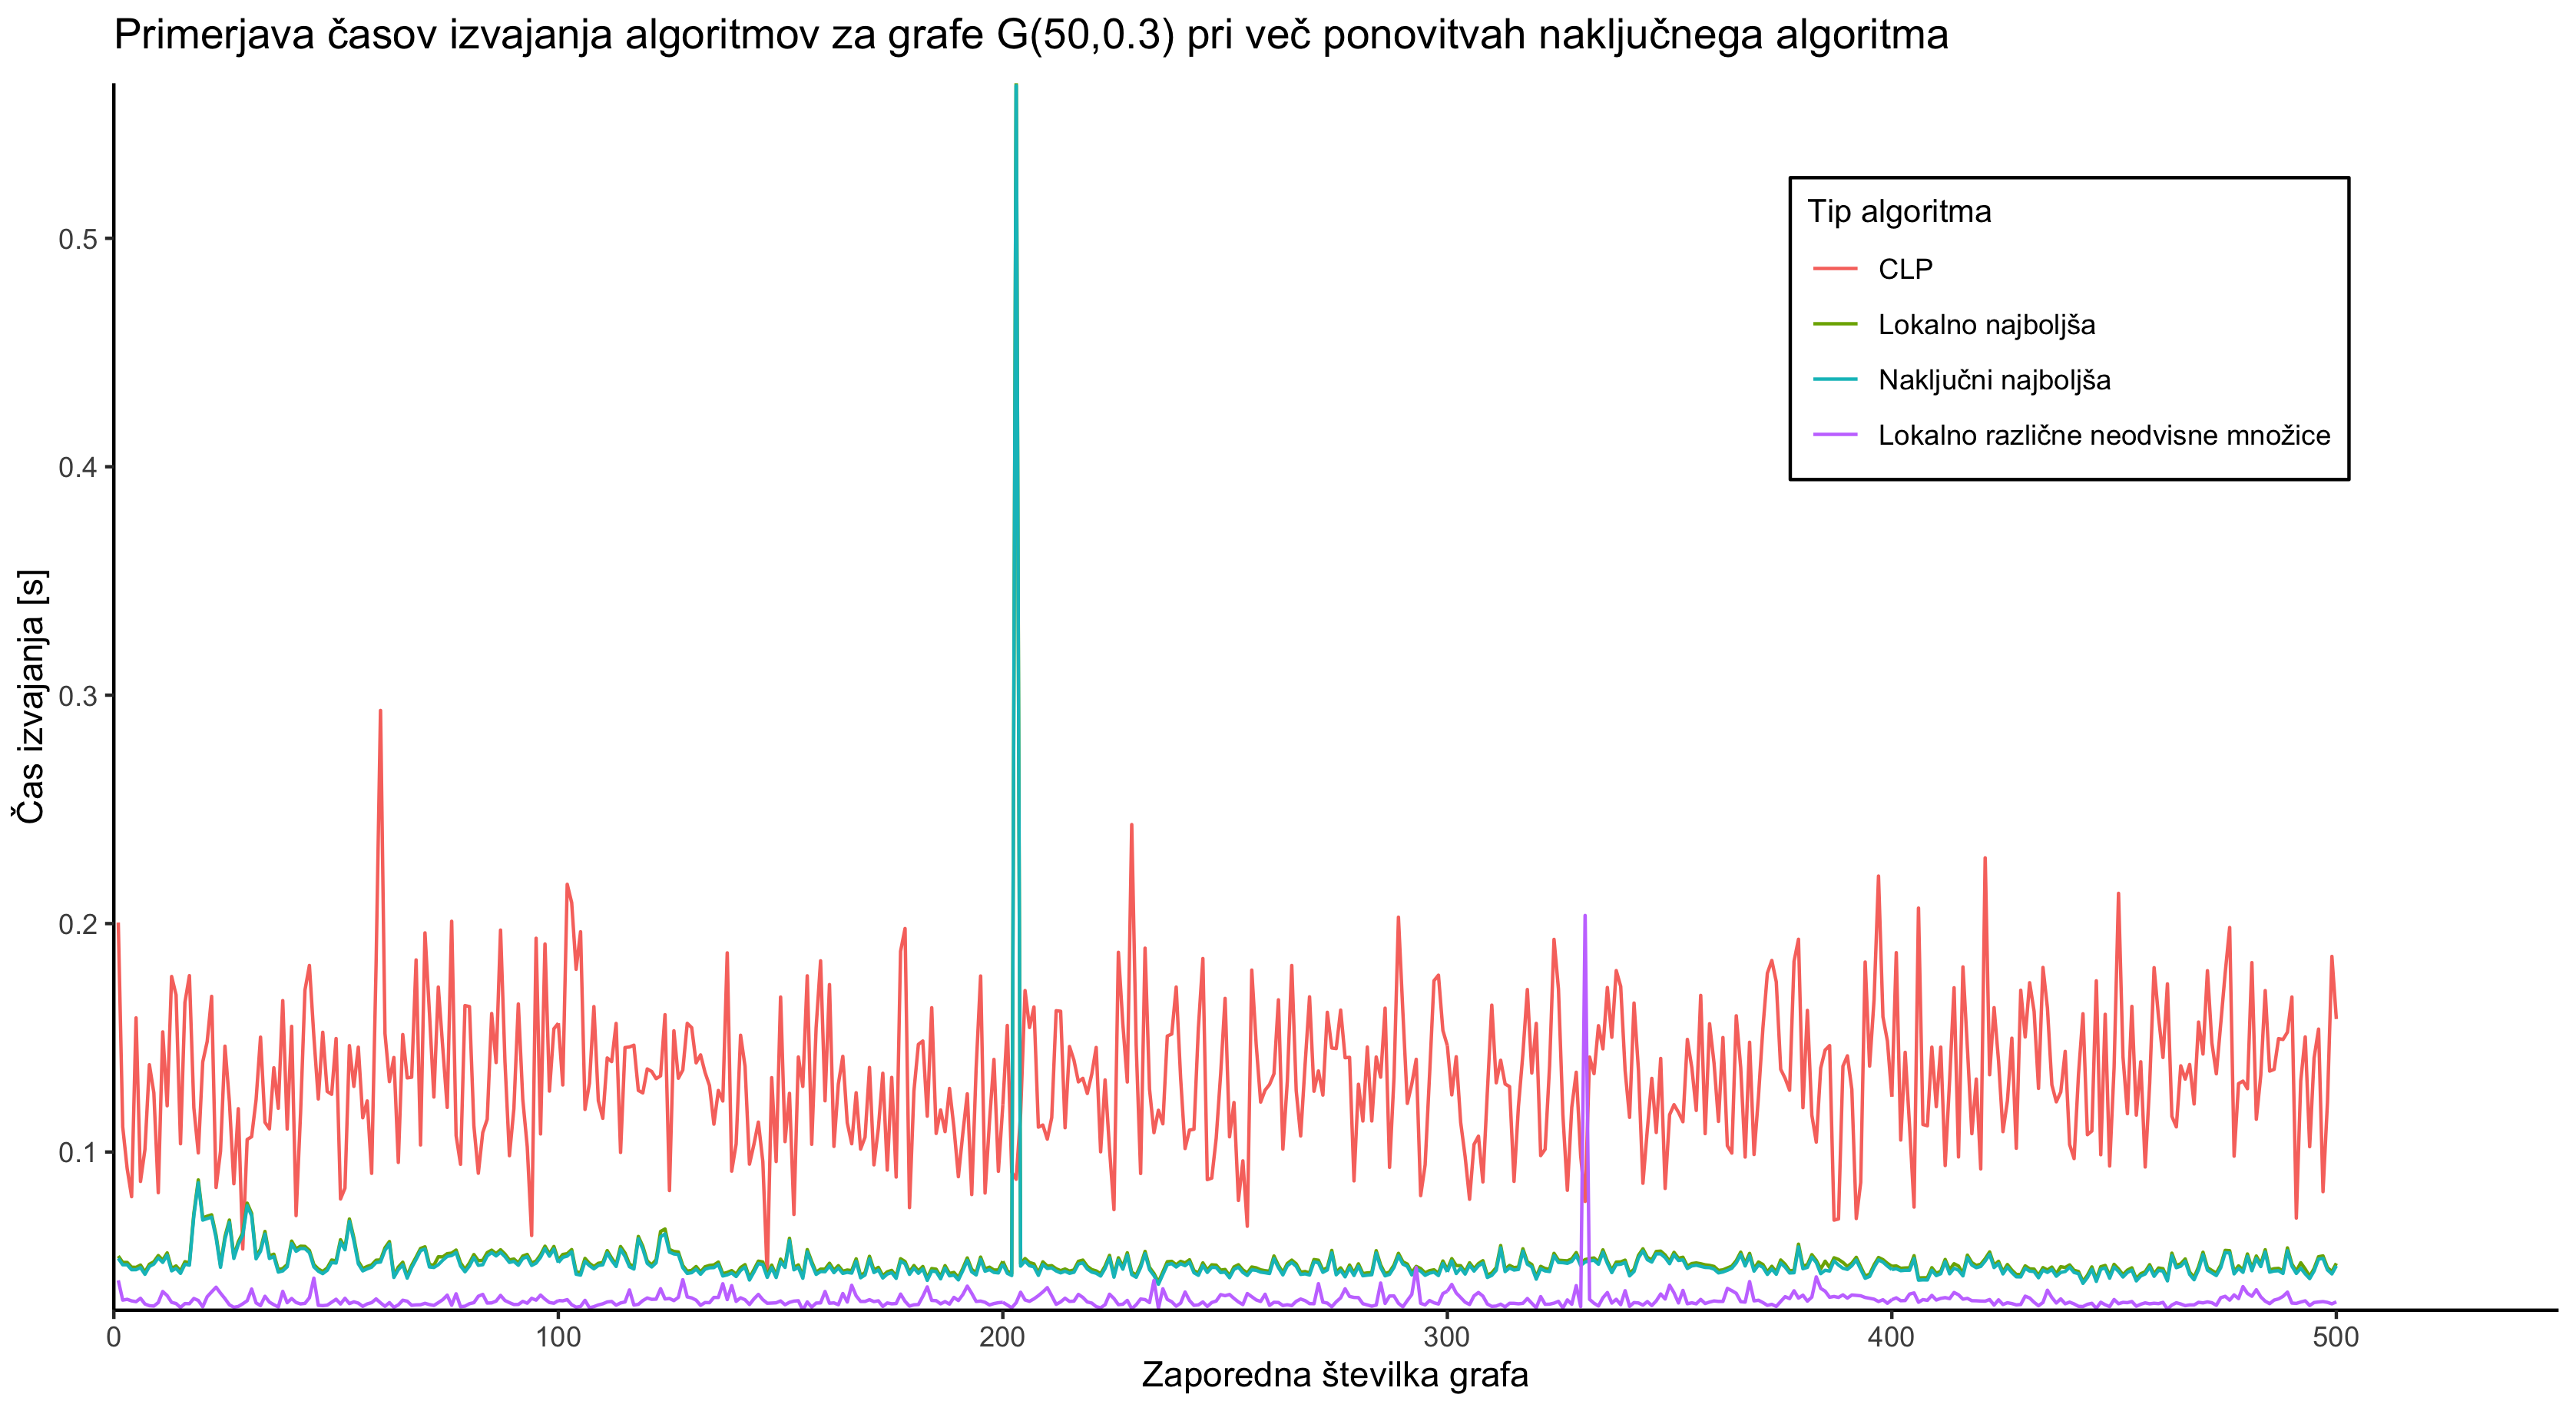 Primerjava časov izvajanja algoritmov za grafe G(50,0.3) pri več ponovitvah naključnega algoritma
Čas izvajanja [s]
0.5
0.4
0.3
0.2
0.1
Tip algoritma
CLP
Lokalno najboljša
Naključni najboljša
Lokalno različne neodvisne množice
0
100
200
300
400
500
Zaporedna številka grafa